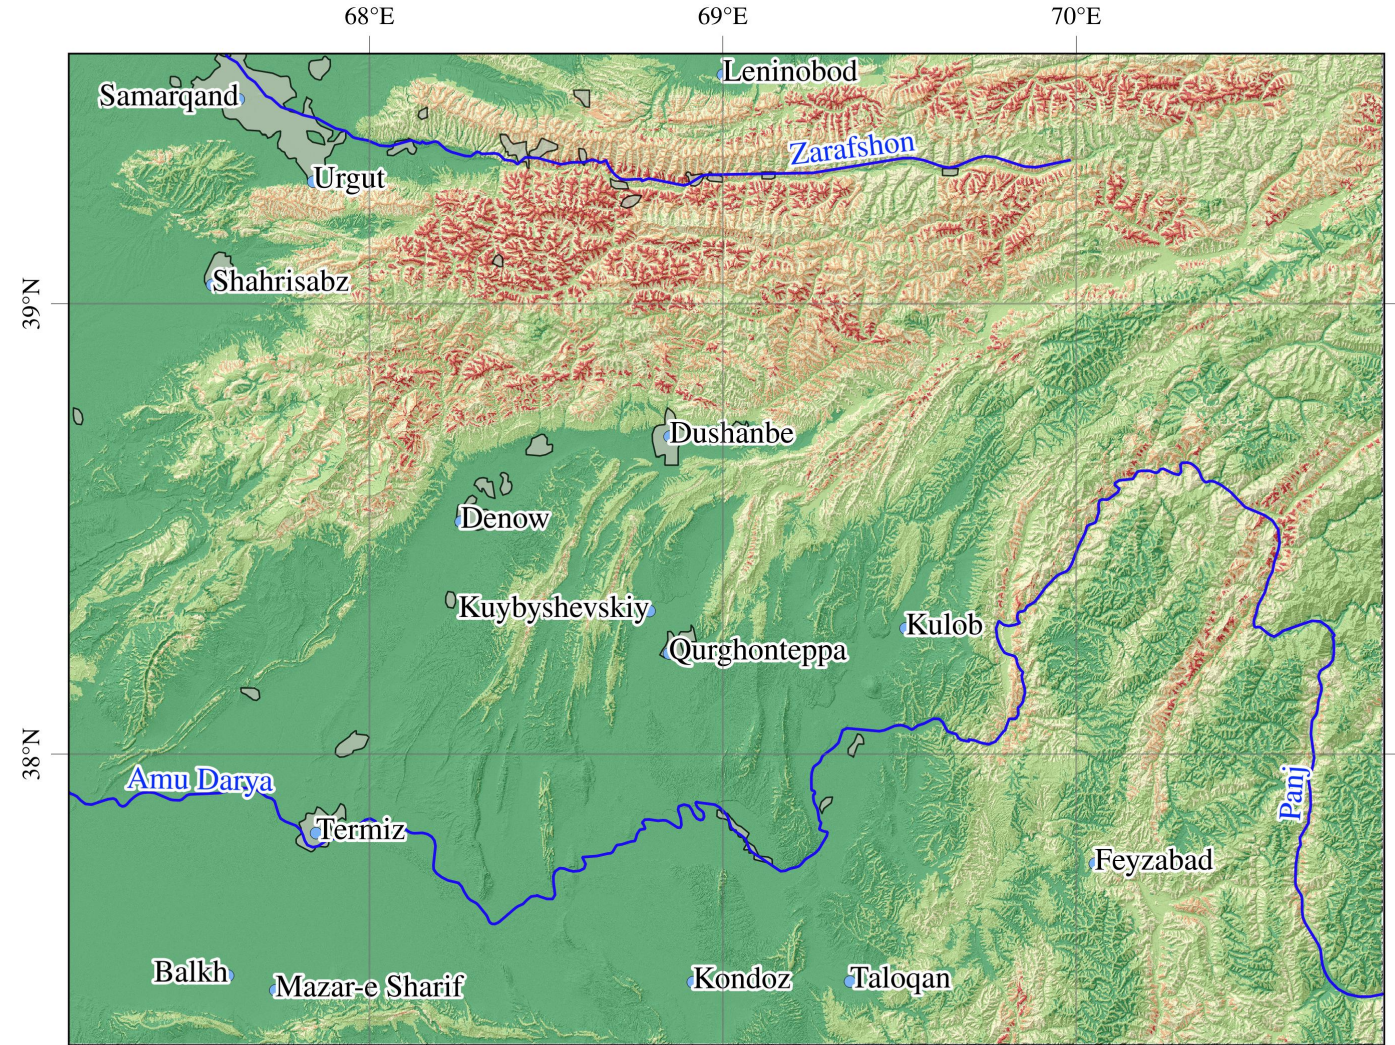 68°E
69°E
70°E
Leninobod
Samarqand
Zarafshon
Urgut
Shahrisabz
39°N
Dushanbe
Denow
Kuybyshevskiy
Kulob
Qurghonteppa
38°N
Amu Darya
Panj
Termiz
Feyzabad
Balkh
Mazar-e Sharif
Kondoz
Taloqan